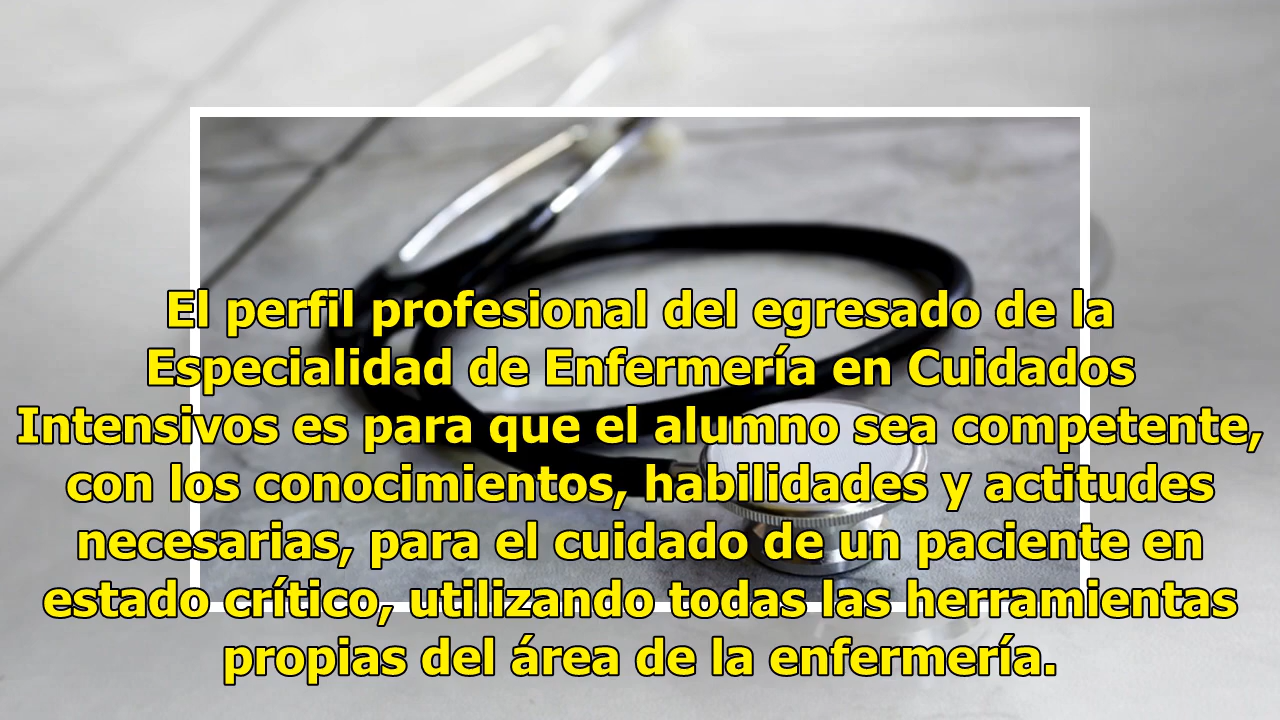 El perfil profesional del egresado de la
Especialidad de Enfermería en Cuidados
Intensivos es para que el alumno sea competente,
con los conocimientos, habilidades y actitudes
necesarias, para el cuidado de un paciente en
estado crítico, utilizando todas las herramientas
propias del área de la enfermería.